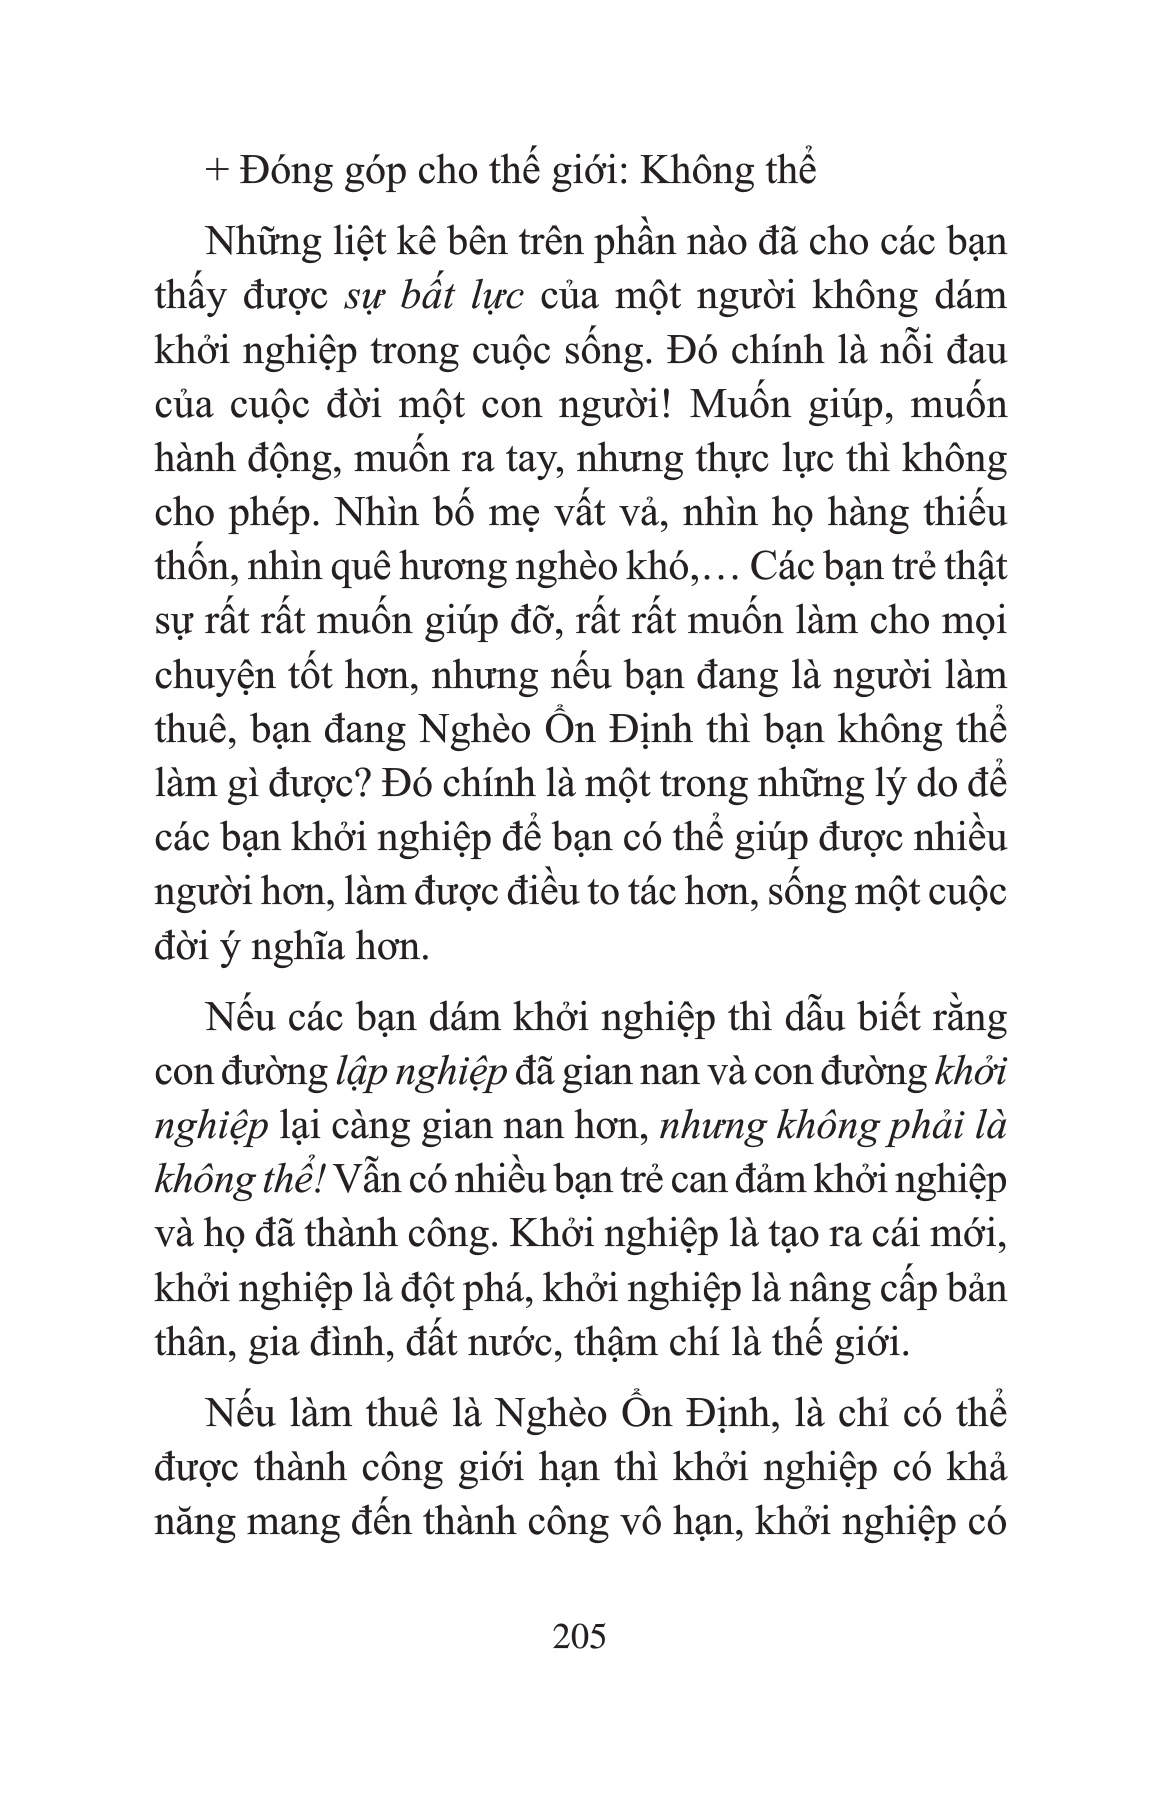 + Đóng góp cho thế giới: Không thể
Những liệt kê bên trên phần nào đã cho các bạn
thấy được sự bất lực của một người không dám
khởi nghiệp trong cuộc sống. Đó chính là nỗi đau
của cuộc đời một con người! Muốn giúp, muốn
hành động, muốn ra tay, nhưng thực lực thì không
cho phép. Nhìn bố mẹ vất vả, nhìn họ hàng thiếu
thốn, nhìn quê hương nghèo khó,… Các bạn trẻ thật
sự rất rất muốn giúp đỡ, rất rất muốn làm cho mọi
chuyện tốt hơn, nhưng nếu bạn đang là người làm
thuê, bạn đang Nghèo Ổn Định thì bạn không thể
làm gì được? Đó chính là một trong những lý do để
các bạn khởi nghiệp để bạn có thể giúp được nhiều
người hơn, làm được điều to tác hơn, sống một cuộc
đời ý nghĩa hơn.
Nếu các bạn dám khởi nghiệp thì dẫu biết rằng
con đường lập nghiệp đã gian nan và con đường khởi
nghiệp lại càng gian nan hơn, nhưng không phải là
không thể! Vẫn có nhiều bạn trẻ can đảm khởi nghiệp
và họ đã thành công. Khởi nghiệp là tạo ra cái mới,
khởi nghiệp là đột phá, khởi nghiệp là nâng cấp bản
thân, gia đình, đất nước, thậm chí là thế giới.
Nếu làm thuê là Nghèo Ổn Định, là chỉ có thể
được thành công giới hạn thì khởi nghiệp có khả
năng mang đến thành công vô hạn, khởi nghiệp có
205